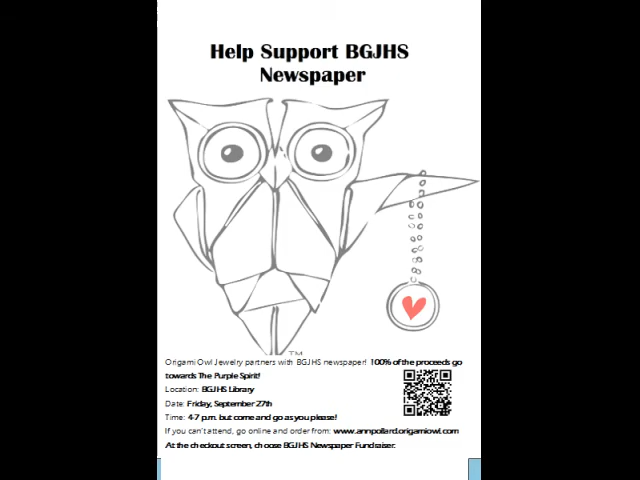 Help Support BGJHS
Newspaper
TM
Origami Owl Jewelry partners with BGJHS newspaper! 100% of the proceeds go
towards The Purple Spirit!
Location: BGJHS Library
Date: Friday, September 27th
Time: 4-7 p.m. but come and go as you please!
If you can't attend, go online and order from: www.annpollard.origamiowl.com
At the checkout screen, choose BGJHS Newspaper Fundraiser.